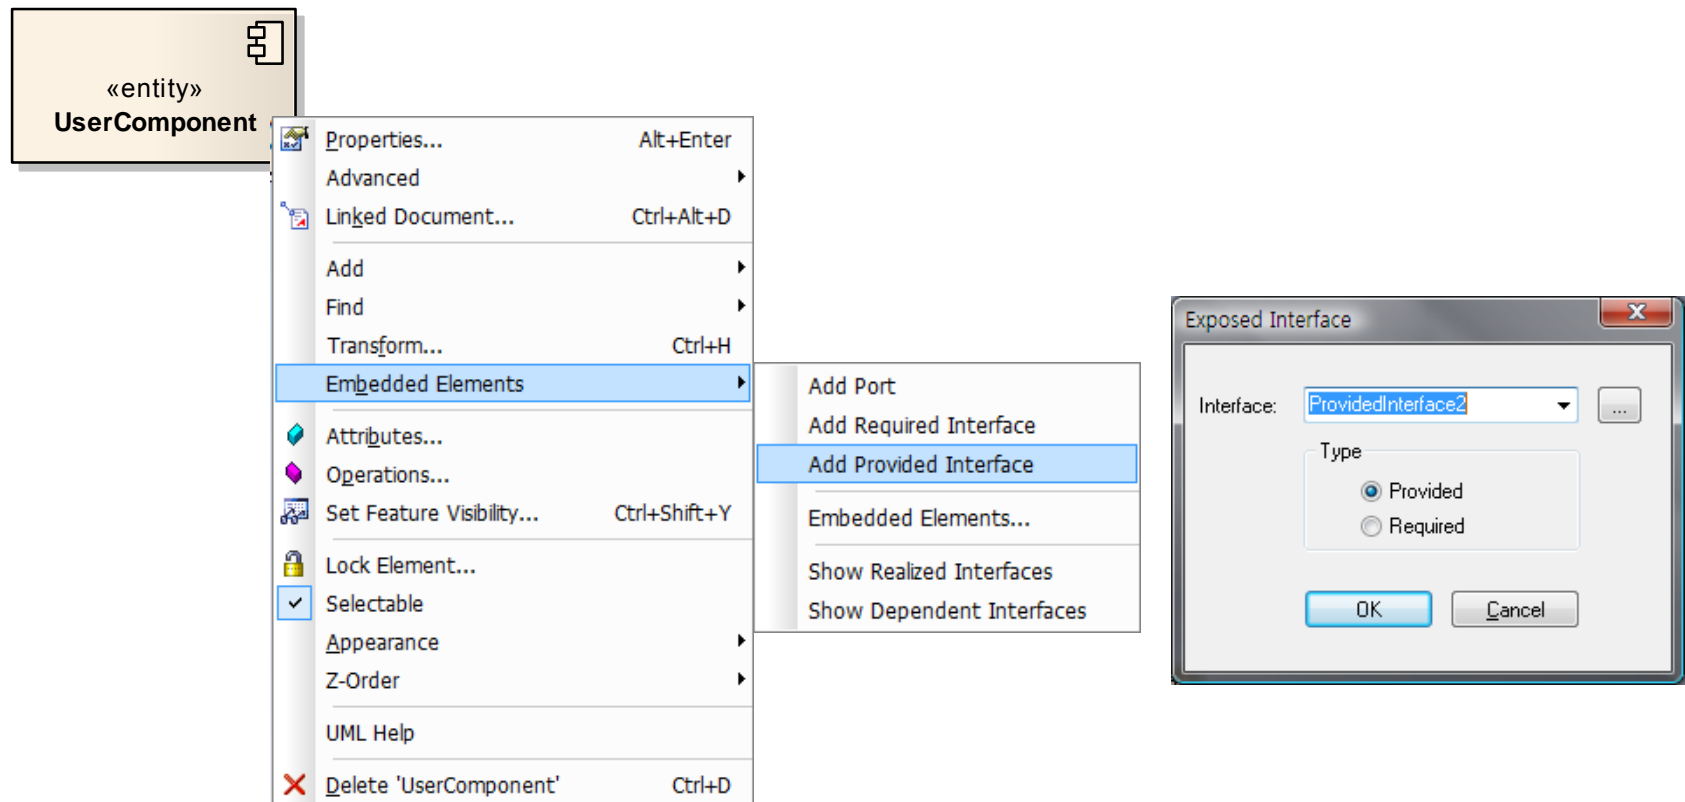 «entity»
UserComponent
Properties... Alt+Enter
Advanced
Linked Document... Ctrl+Alt+D
Add
Find
Transform... Ctrl+H
Embedded Elements
Attributes...
Operations...
Set Feature Visibility... Ctrl+Shift+Y
Lock Element...
Selectable
Appearance
Z-Order
UML Help
Delete 'UserComponent' Ctrl+D
Add Port
Add Required Interface
Add Provided Interface
Embedded Elements...
Show Realized Interfaces
Show Dependent Interfaces
Exposed Interface
Interface: ProvidedInterface2 ...
Type
Provided
Required
OK Cancel